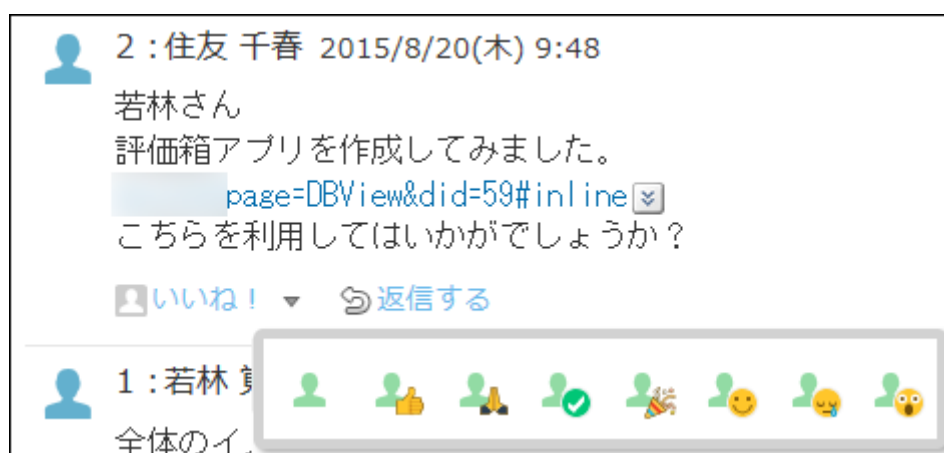 2 : 住友 千春 2015/8/20(木) 9:48
若林さん
評価箱アプリを作成してみました。
page=DBView&did=59#inline
こちらを利用してはいかがでしょうか？
いいね！ ▼ 返信する
1 : 若林
全体のイ